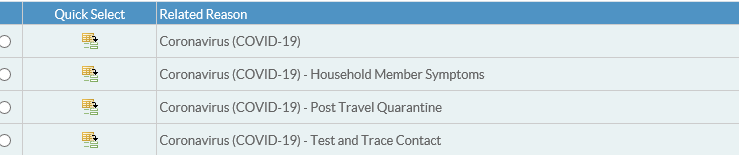 Quick Select Related Reason
Coronavirus (COVID-19)
Coronavirus (COVID-19) - Household Member Symptoms
Coronavirus (COVID-19) - Post Travel Quarantine
Coronavirus (COVID-19) - Test and Trace Contact